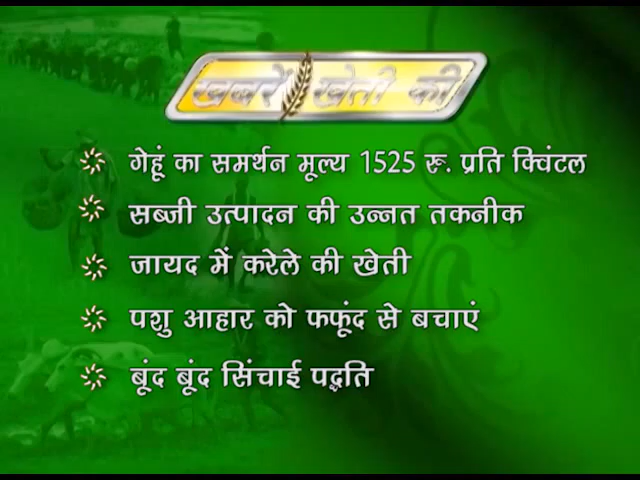 खबरें खेती की
गेहूं का समर्थन मूल्य 1525 रू. प्रति क्विंटल
सब्जी उत्पादन की उन्नत तकनीक
जायद में करेले की खेती
पशु आहार को फफूंद से बचाएं
बूंद बूंद सिंचाई पद्धति